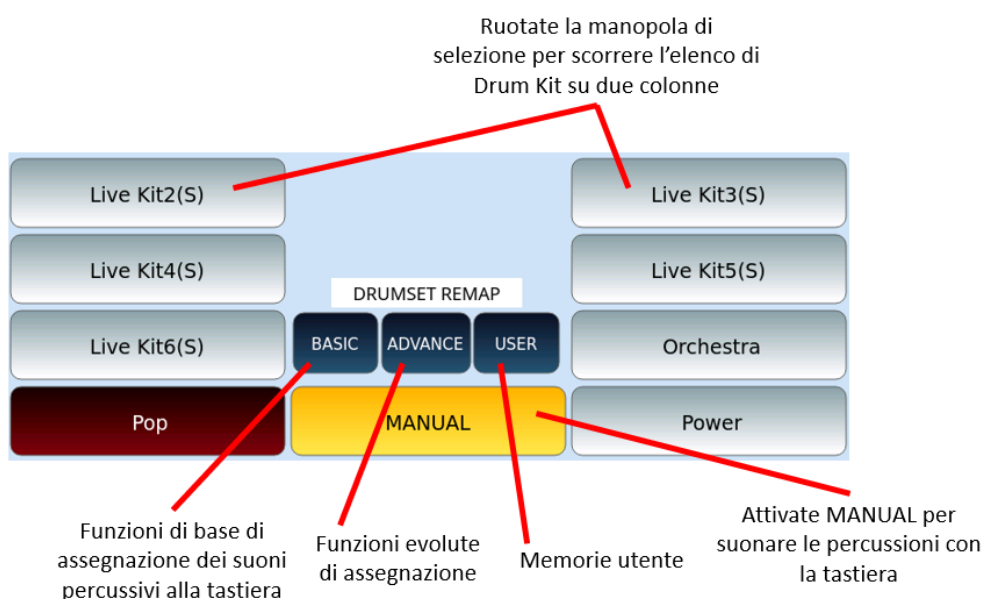 Ruotate la manopola di
selezione per scorrere l’elenco di
Drum Kit su due colonne
Live Kit2(S)
Live Kit3(S)
Live Kit4(S)
Live Kit5(S)
DRUMSET REMAP
Live Kit6(S)
BASIC
ADVANCE
USER
Orchestra
Pop
MANUAL
Power
Funzioni di base di
assegnazione dei suoni
percussivi alla tastiera
Funzioni evolute
di assegnazione
Memorie utente
Attivate MANUAL per
suonare le percussioni con
la tastiera